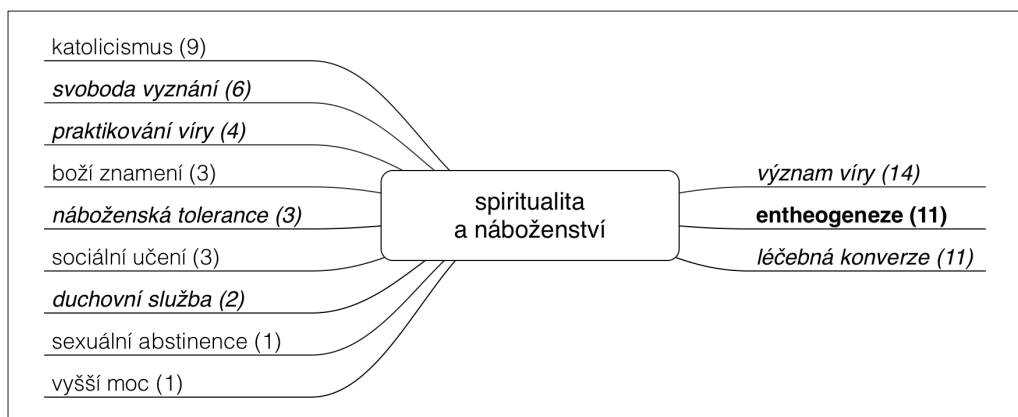 katolicismus (9)
svoboda vyznání (6)
praktikování víry (4)
boží znamení (3)
náboženská tolerance (3)
sociální učení (3)
duchovní služba (2)
sexuální abstinence (1)
vyšší moc (1)
spiritualita
a náboženství
význam víry (14)
entheogeneze (11)
léčebná konverze (11)